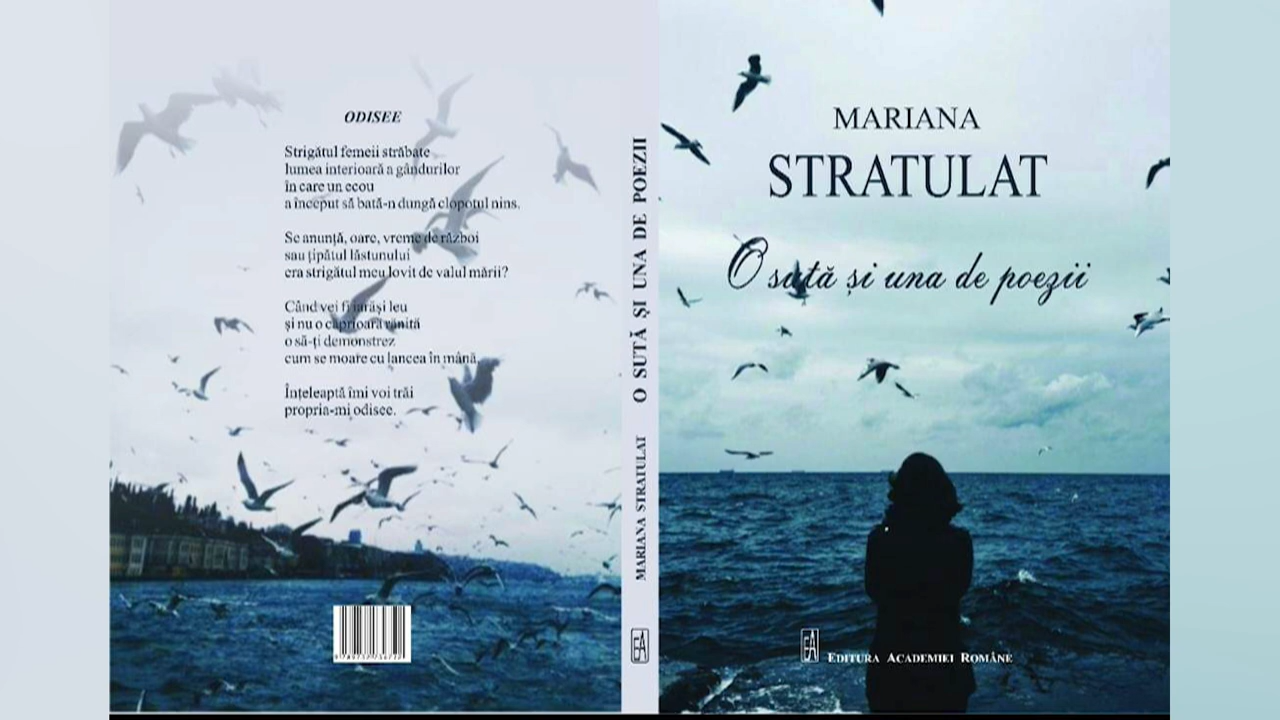 ODISEE
Strigătul femeii străbate
lumea interioară a gândurilor
în care un ecou
a început să bată-n dungă clopotul nins.
Se anunță, oare, vreme de război
sau țipătul lăstunului
era strigătul meu lovit de valul mării?
Când vei fi iarăși leu
și nu o căprioară rănită
o să-ți demonstrez
cum se moare cu lancea în mână.
Înțeleaptă îmi voi trăi
propria-mi odisee.
MARIANA STRATULAT O SUTĂ ȘI UNA DE POEZII
EA
MARIANA
STRATULAT
O sută și una de poezii
EA EDITURA ACADEMIEI ROMÂNE